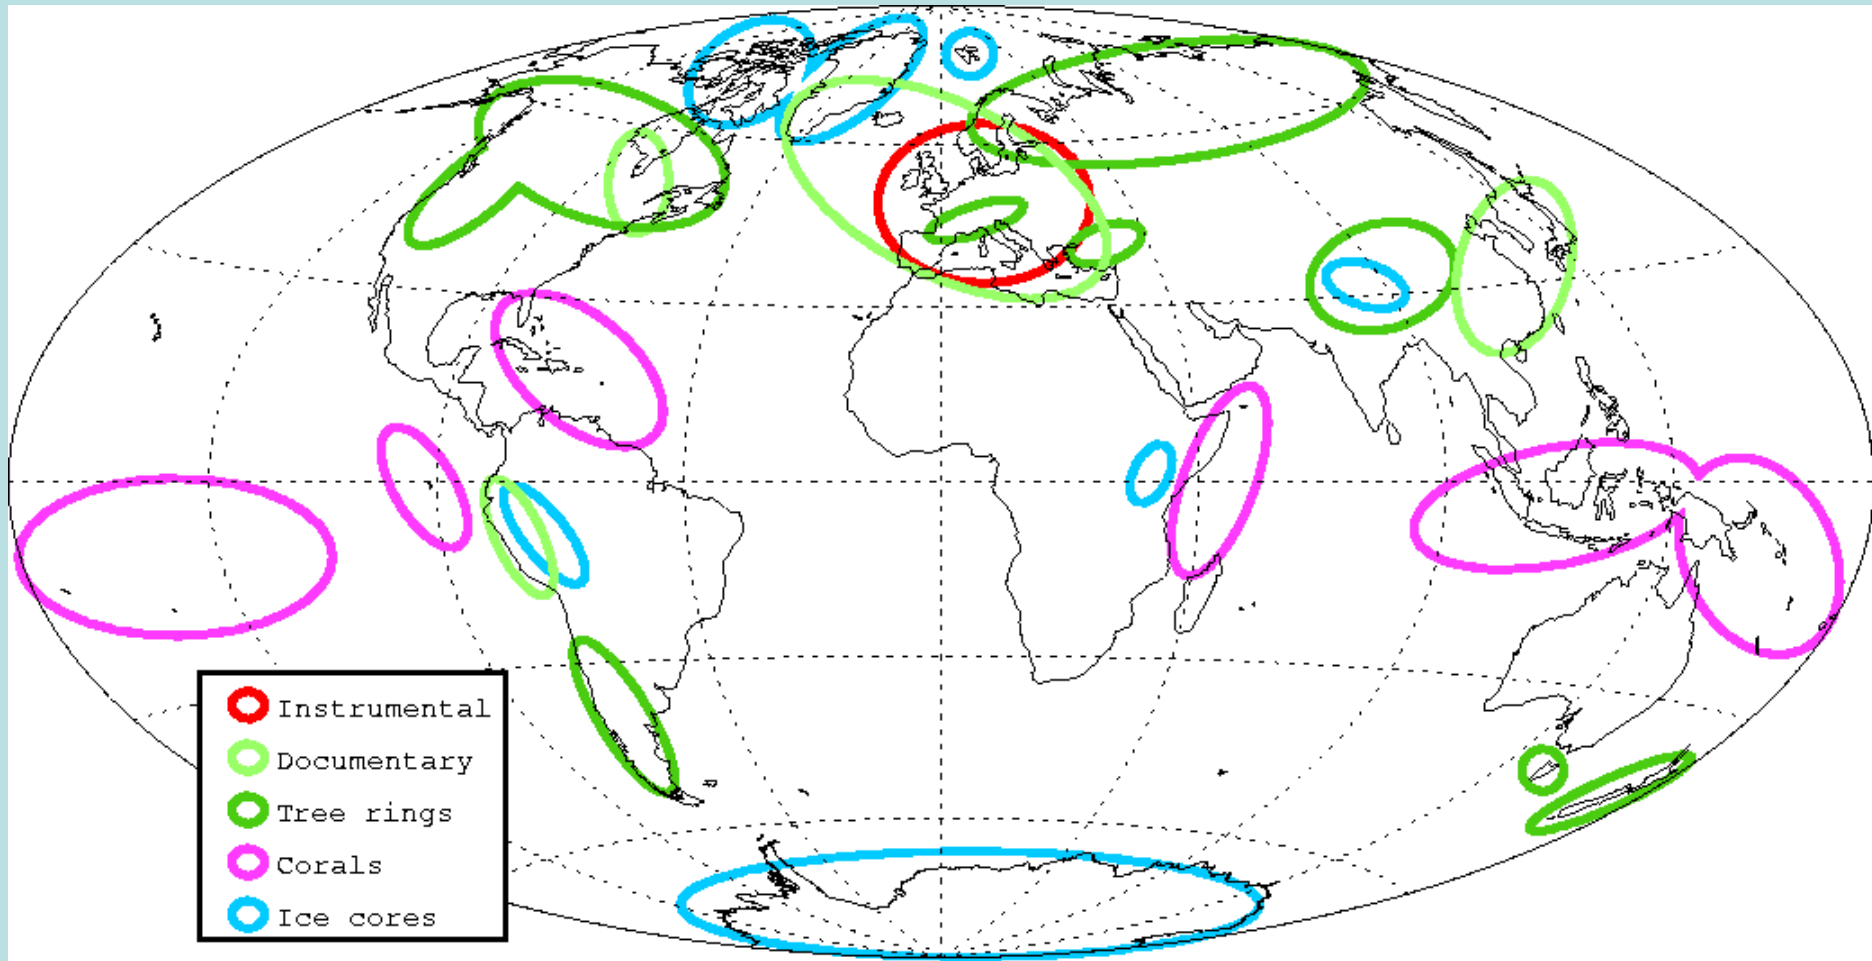 Instrumental
Documentary
Tree rings
Corals
Ice cores